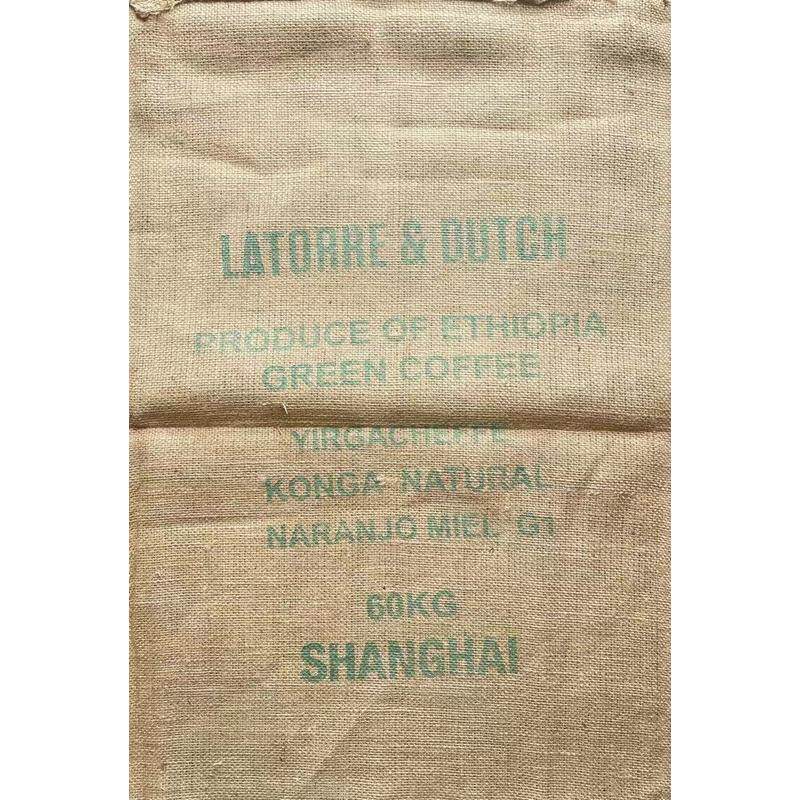 LATORRE & DUTCH
PRODUCE OF ETHIOPIA
GREEN COFFEE
YIRGACHEFFE
KONGA NATURAL
NARANJO MIEL G1
60KG
SHANGHAI